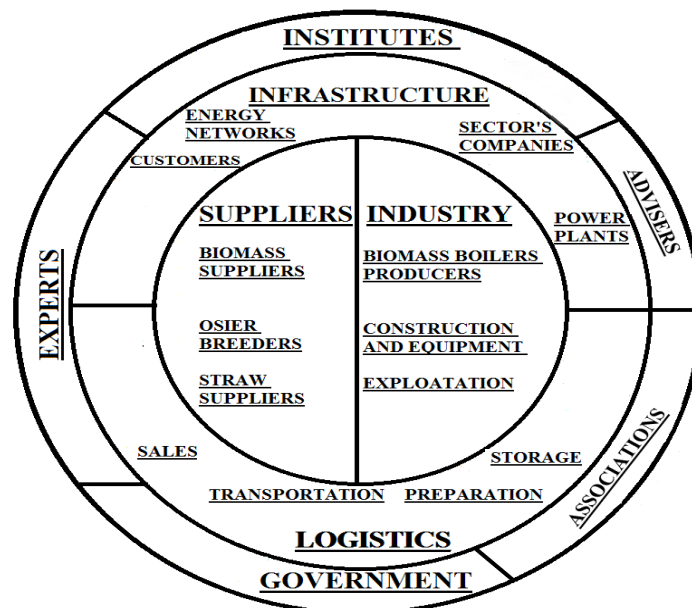 INSTITUTES
INFRASTRUCTURE
ENERGY
NETWORKS
SECTOR'S
COMPANIES
CUSTOMERS
ADVISERS
SUPPLIERS
INDUSTRY
POWER
PLANTS
BIOMASS
SUPPLIERS
BIOMASS BOILERS
PRODUCERS
EXPERTS
OSIER
BREEDERS
CONSTRUCTION
AND EQUIPMENT
STRAW
SUPPLIERS
EXPLOATATION
SALES
STORAGE
ASSOCIATIONS
TRANSPORTATION
PREPARATION
LOGISTICS
GOVERNMENT